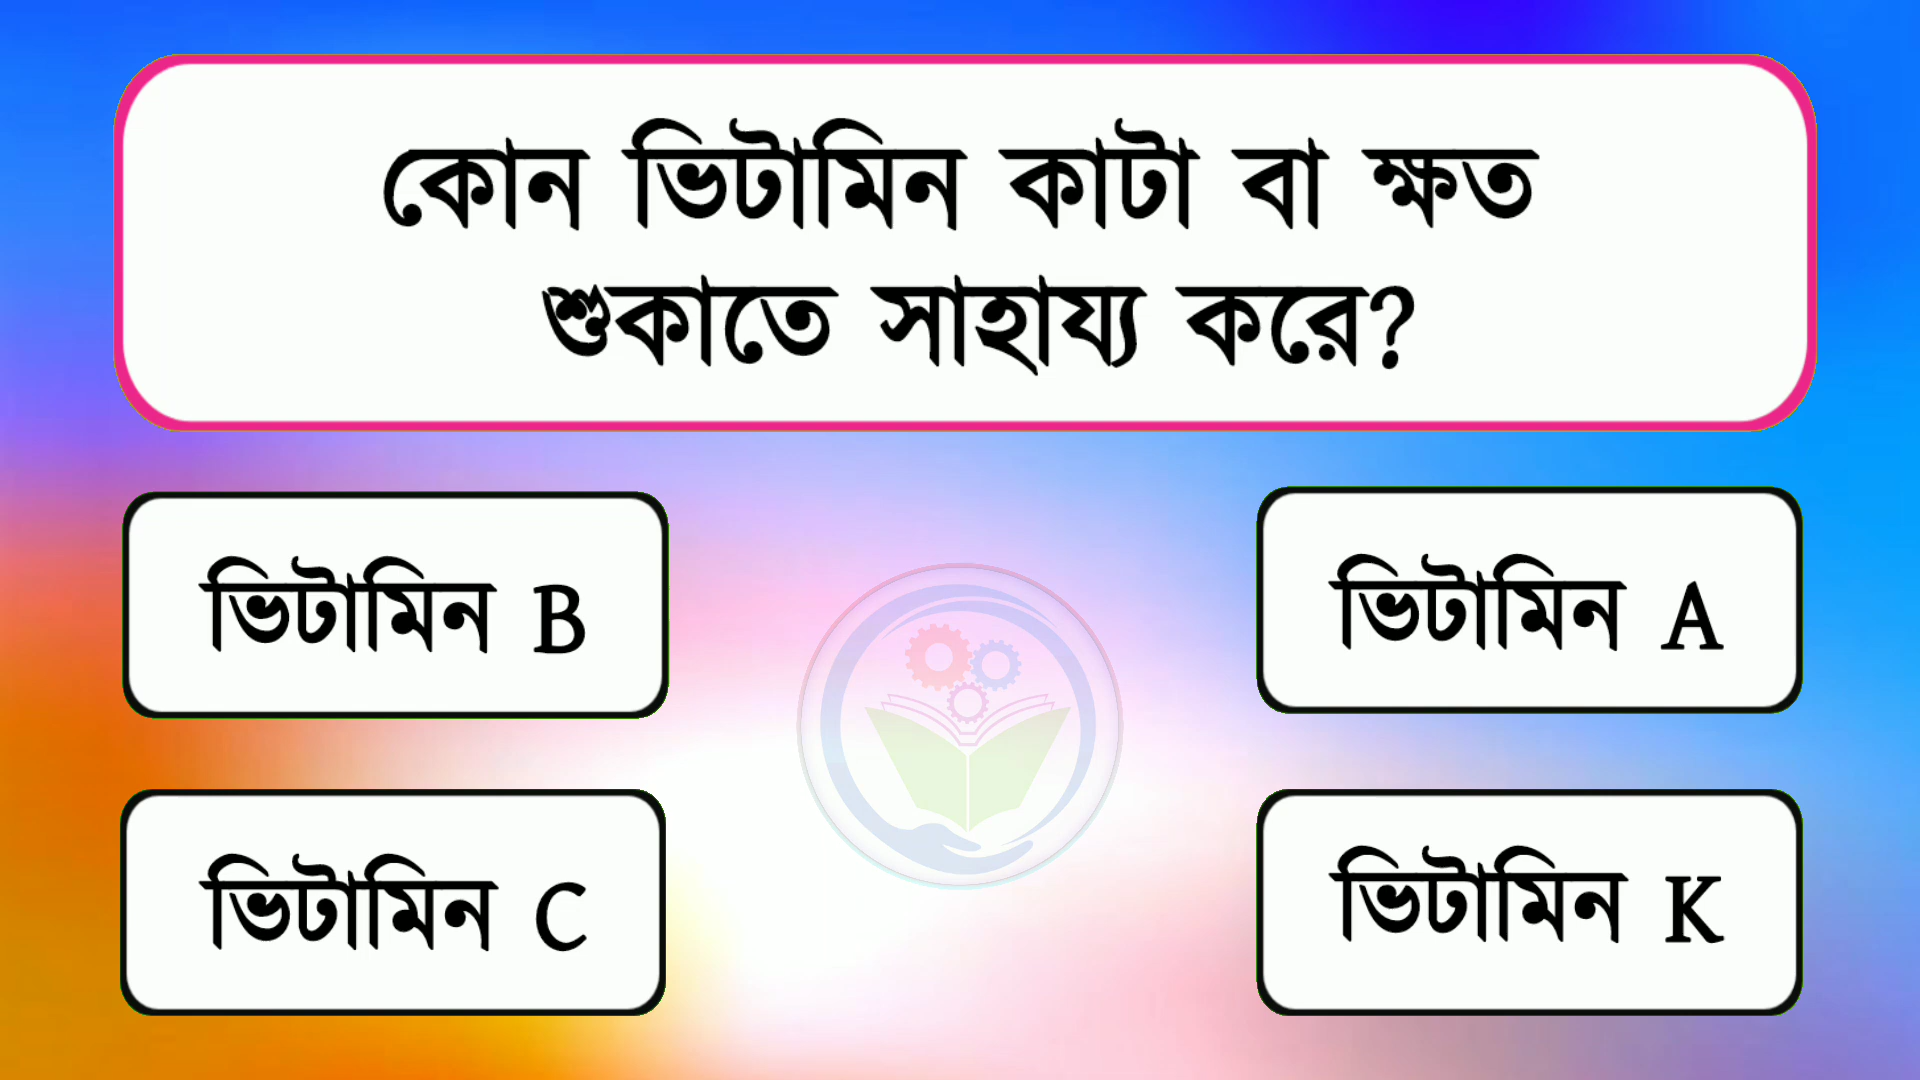 কোন ভিটামিন কাটা বা ক্ষত
শুকাতে সাহায্য করে?
ভিটামিন B
ভিটামিন A
ভিটামিন C
ভিটামিন K